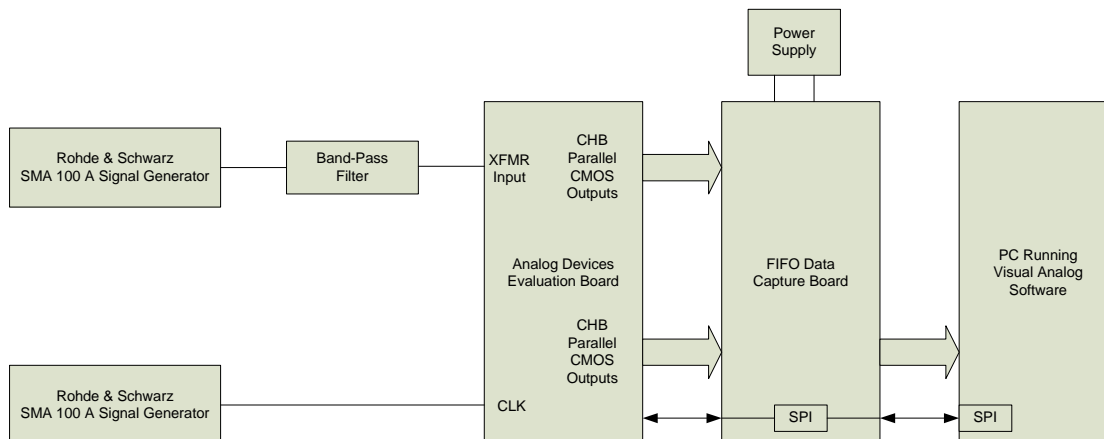 Power
Supply
Rohde & Schwarz
SMA 100 A Signal Generator
Band-Pass
Filter
XFMR
Input
CHB
Parallel
CMOS
Outputs
Analog Devices
Evaluation Board
FIFO Data
Capture Board
PC Running
Visual Analog
Software
CHB
Parallel
CMOS
Outputs
Rohde & Schwarz
SMA 100 A Signal Generator
CLK
SPI
SPI